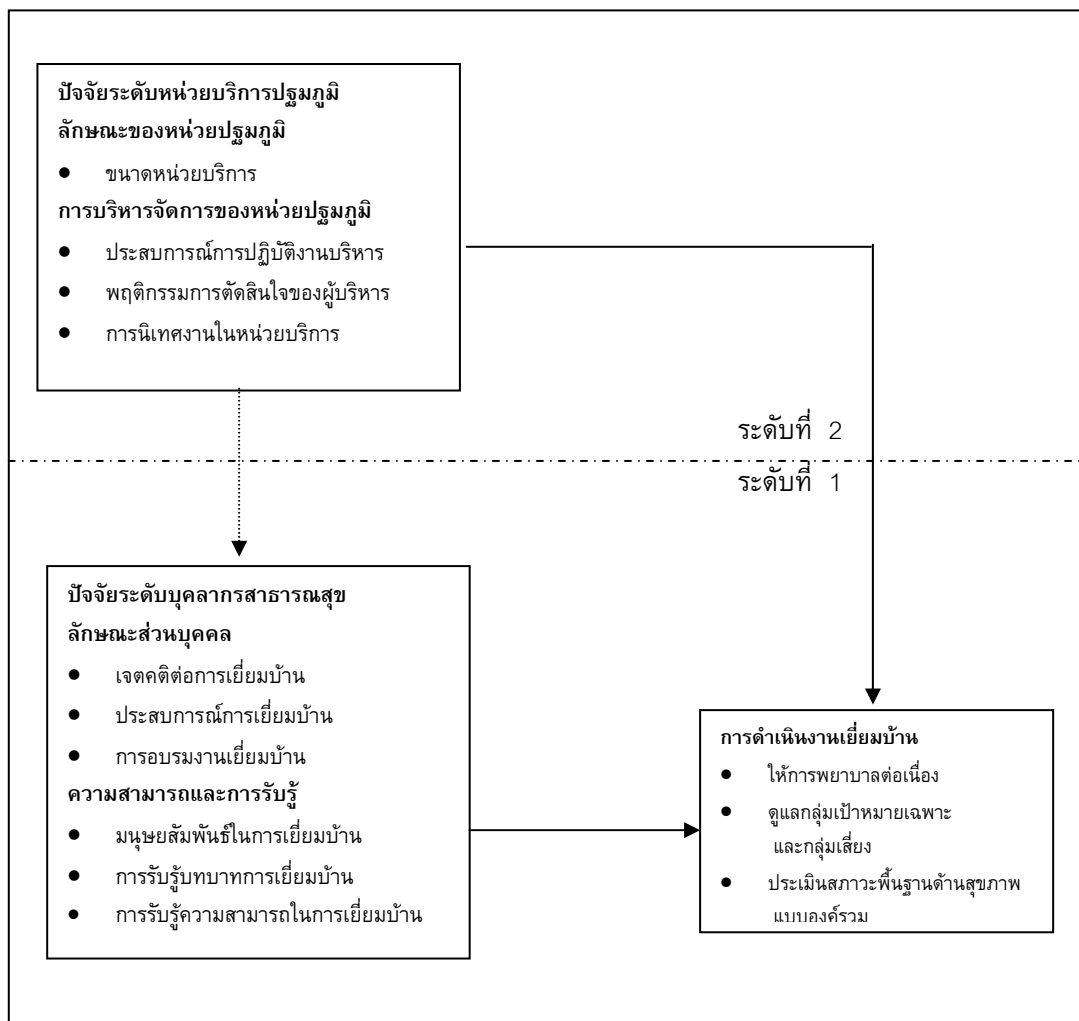 ปัจจัยระดับหน่วยบริการปฐมภูมิ
ลักษณะของหน่วยปฐมภูมิ
● ขนาดหน่วยบริการ
การบริหารจัดการของหน่วยปฐมภูมิ
● ประสบการณ์การปฏิบัติงานบริหาร
● พฤติกรรมการตัดสินใจของผู้บริหาร
● การนิเทศงานในหน่วยบริการ
ระดับที่ 2
ระดับที่ 1
ปัจจัยระดับบุคลากรสาธารณสุข
ลักษณะส่วนบุคคล
● เจตคติต่อการเยี่ยมบ้าน
● ประสบการณ์การเยี่ยมบ้าน
● การอบรมงานเยี่ยมบ้าน
ความสามารถและการรับรู้
● มนุษยสัมพันธ์ในการเยี่ยมบ้าน
● การรับรู้บทบาทการเยี่ยมบ้าน
● การรับรู้ความสามารถในการเยี่ยมบ้าน
การดำเนินงานเยี่ยมบ้าน
● ให้การพยาบาลต่อเนื่อง
● ดูแลกลุ่มเป้าหมายเฉพาะ
และกลุ่มเสี่ยง
● ประเมินสภาวะพื้นฐานด้านสุขภาพ
แบบองค์รวม